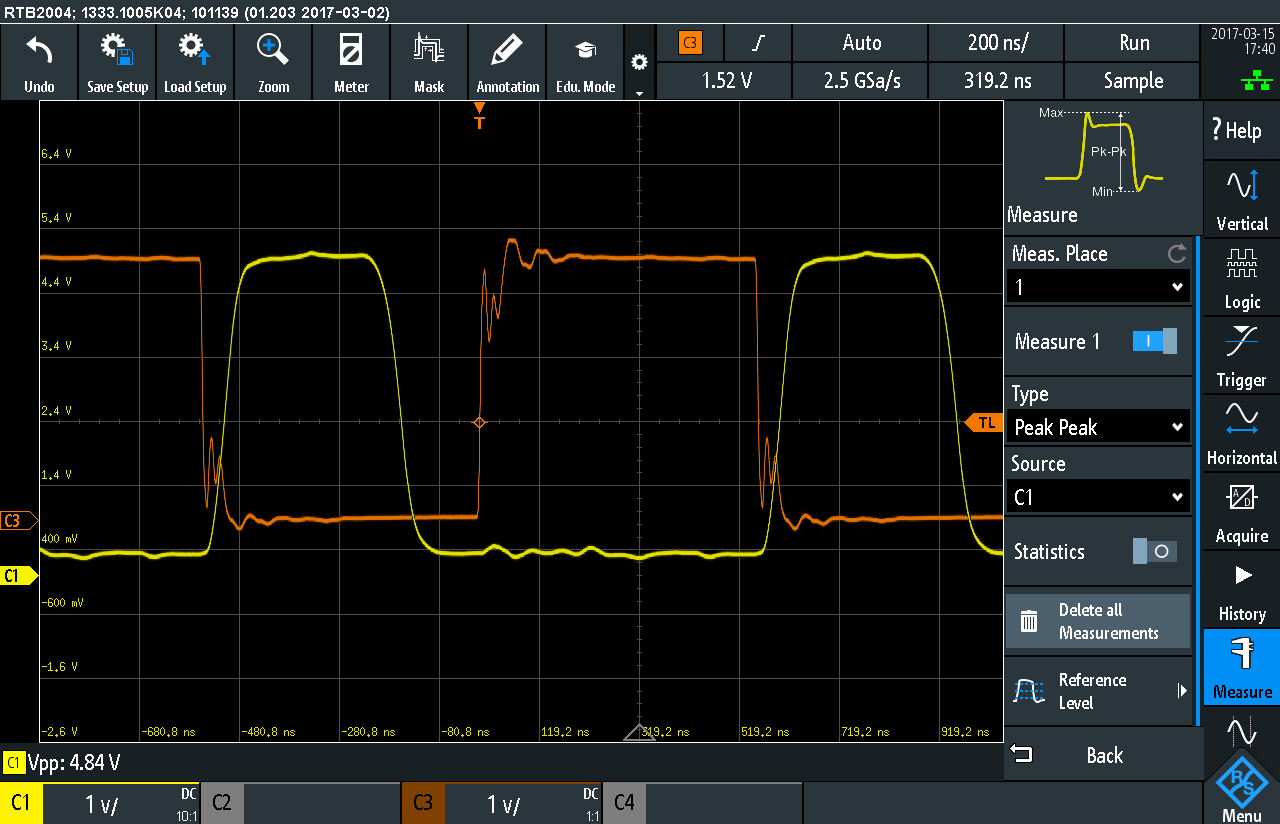 RTB2004; 1333.1005K04; 101139 (01.203 2017-03-02)
Undo
Save Setup
Load Setup
Zoom
Meter
Mask
Annotation
Edu. Mode
C3
Auto
200 ns/
Run
1.52 V
2.5 GSa/s
319.2 ns
Sample
2017-03-15
17:40
T
6.4 V
5.4 V
4.4 V
3.4 V
2.4 V
1.4 V
400 mV
-600 mV
-1.6 V
-2.6 V
TL
C3
C1
-680.8 ns
-480.8 ns
-280.8 ns
-80.8 ns
119.2 ns
319.2 ns
519.2 ns
719.2 ns
919.2 ns
Max
Pk-Pk
Min
Measure
Meas. Place
1
Measure 1
Type
Peak Peak
Source
C1
Statistics
Delete all
Measurements
Reference
Level
Back
? Help
Vertical
Logic
Trigger
Horizontal
A
D
Acquire
History
Measure
R S
Menu
C1 Vpp: 4.84 V
C1
1 V/
DC
10:1
C2
C3
1 V/
DC
1:1
C4